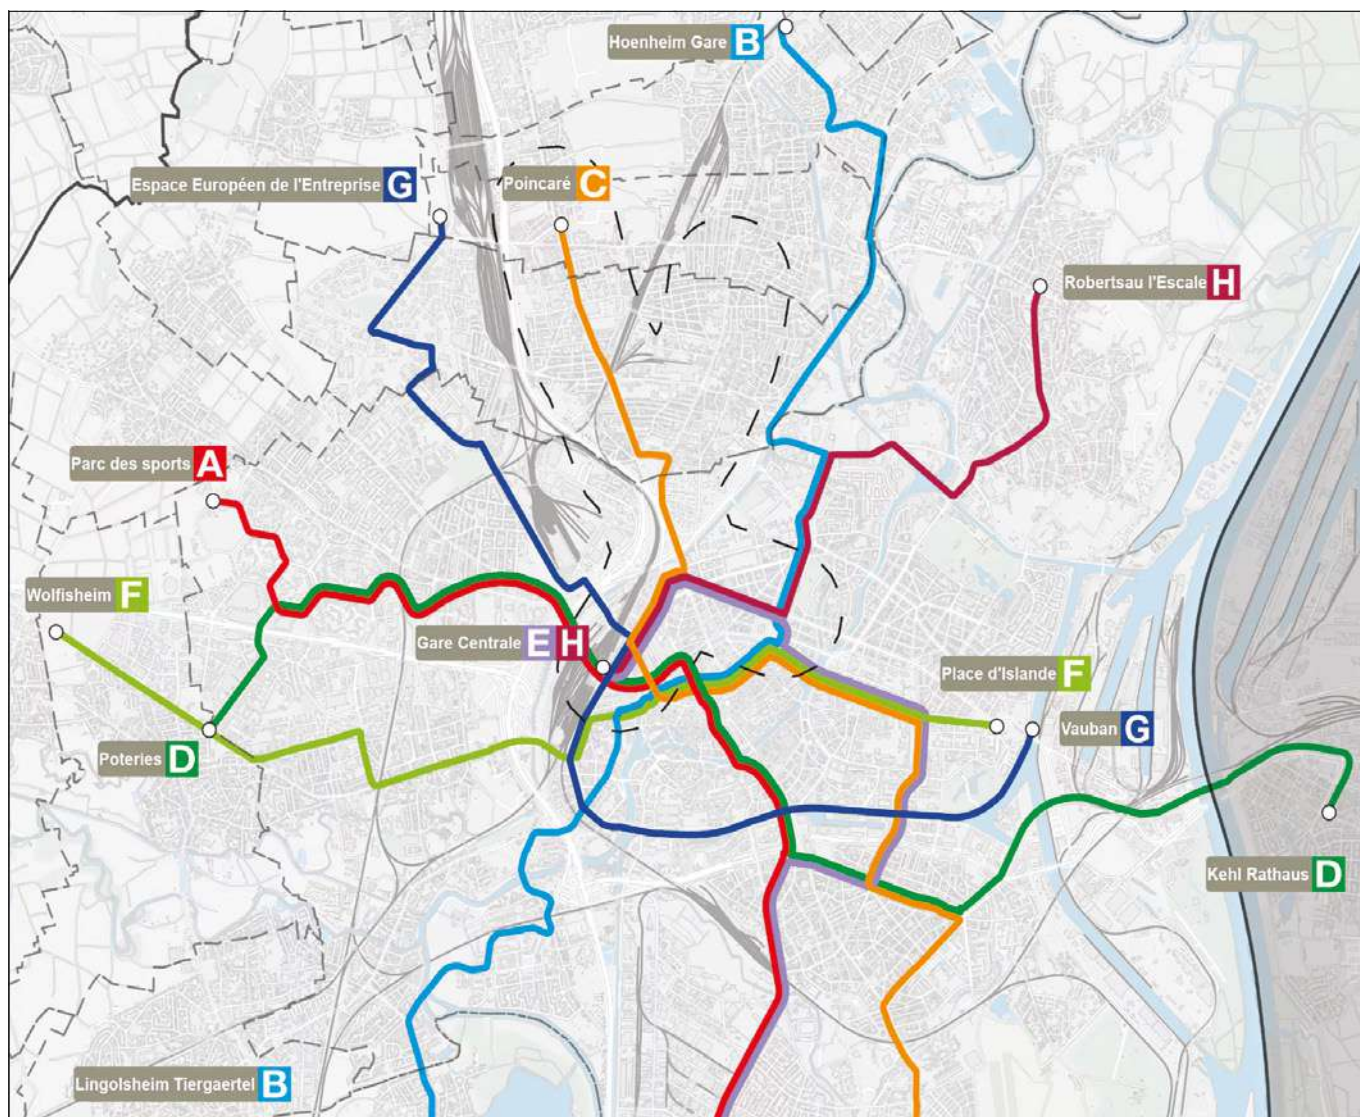 Hoenheim Gare B
Espace Européen de l'Entreprise G
Poincaré C
Robertsau l'Escale H
Parc des sports A
Wolfisheim F
Gare Centrale E H
Place d'Islande F
Vauban G
Poteries D
Kehl Rathaus D
Lingolsheim Tiergaertel B